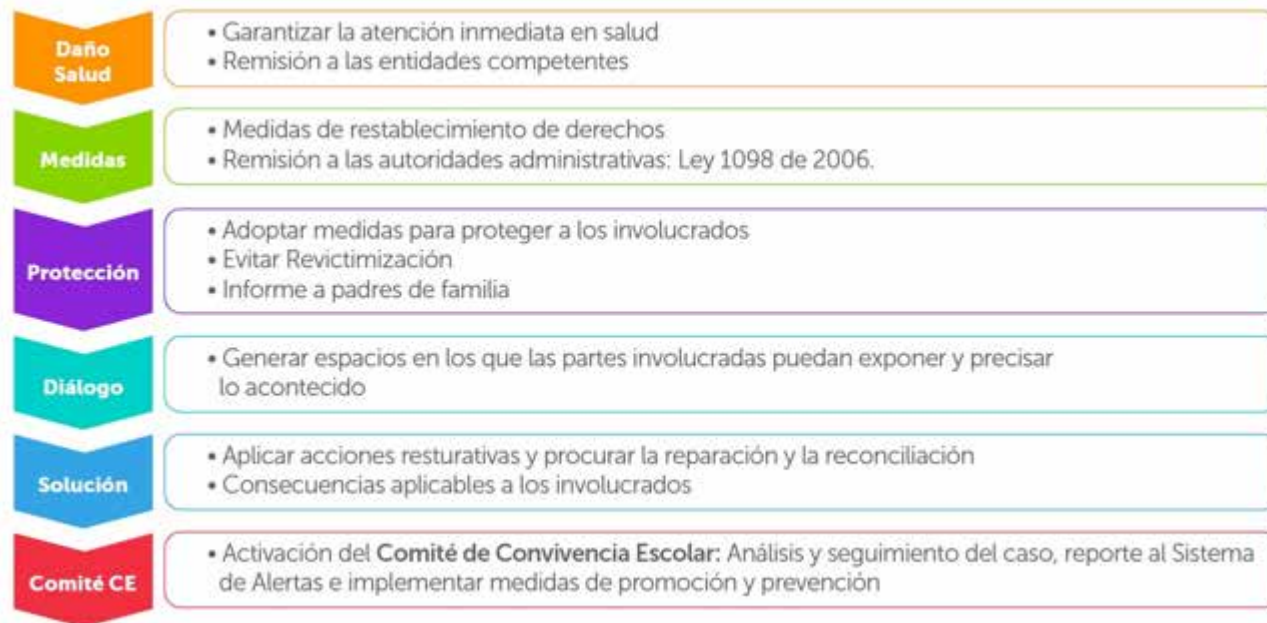 Daño
Salud
• Garantizar la atención inmediata en salud
• Remisión a las entidades competentes
Medidas
• Medidas de restablecimiento de derechos
• Remisión a las autoridades administrativas: Ley 1098 de 2006.
Protección
• Adoptar medidas para proteger a los involucrados
• Evitar Revictimización
• Informe a padres de familia
Diálogo
• Generar espacios en los que las partes involucradas puedan exponer y precisar
lo acontecido
Solución
• Aplicar acciones resturativas y procurar la reparación y la reconciliación
• Consecuencias aplicables a los involucrados
Comité CE
• Activación del Comité de Convivencia Escolar: Análisis y seguimiento del caso, reporte al Sistema
de Alertas e implementar medidas de promoción y prevención